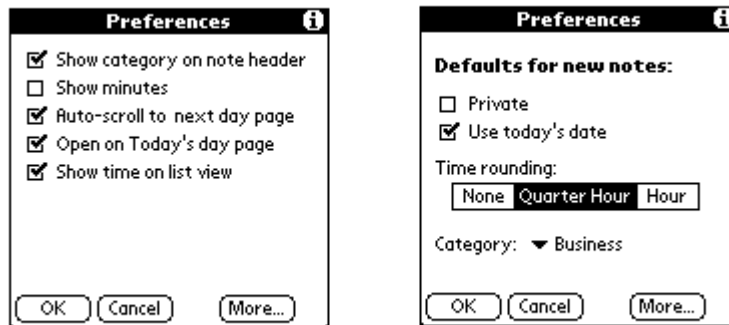 Preferences
Show category on note header
Show minutes
Auto-scroll to next day page
Open on Today's day page
Show time on list view
OK Cancel More...
Preferences
Defaults for new notes:
Private
Use today's date
Time rounding:
None Quarter Hour Hour
Category: Business
OK Cancel More...